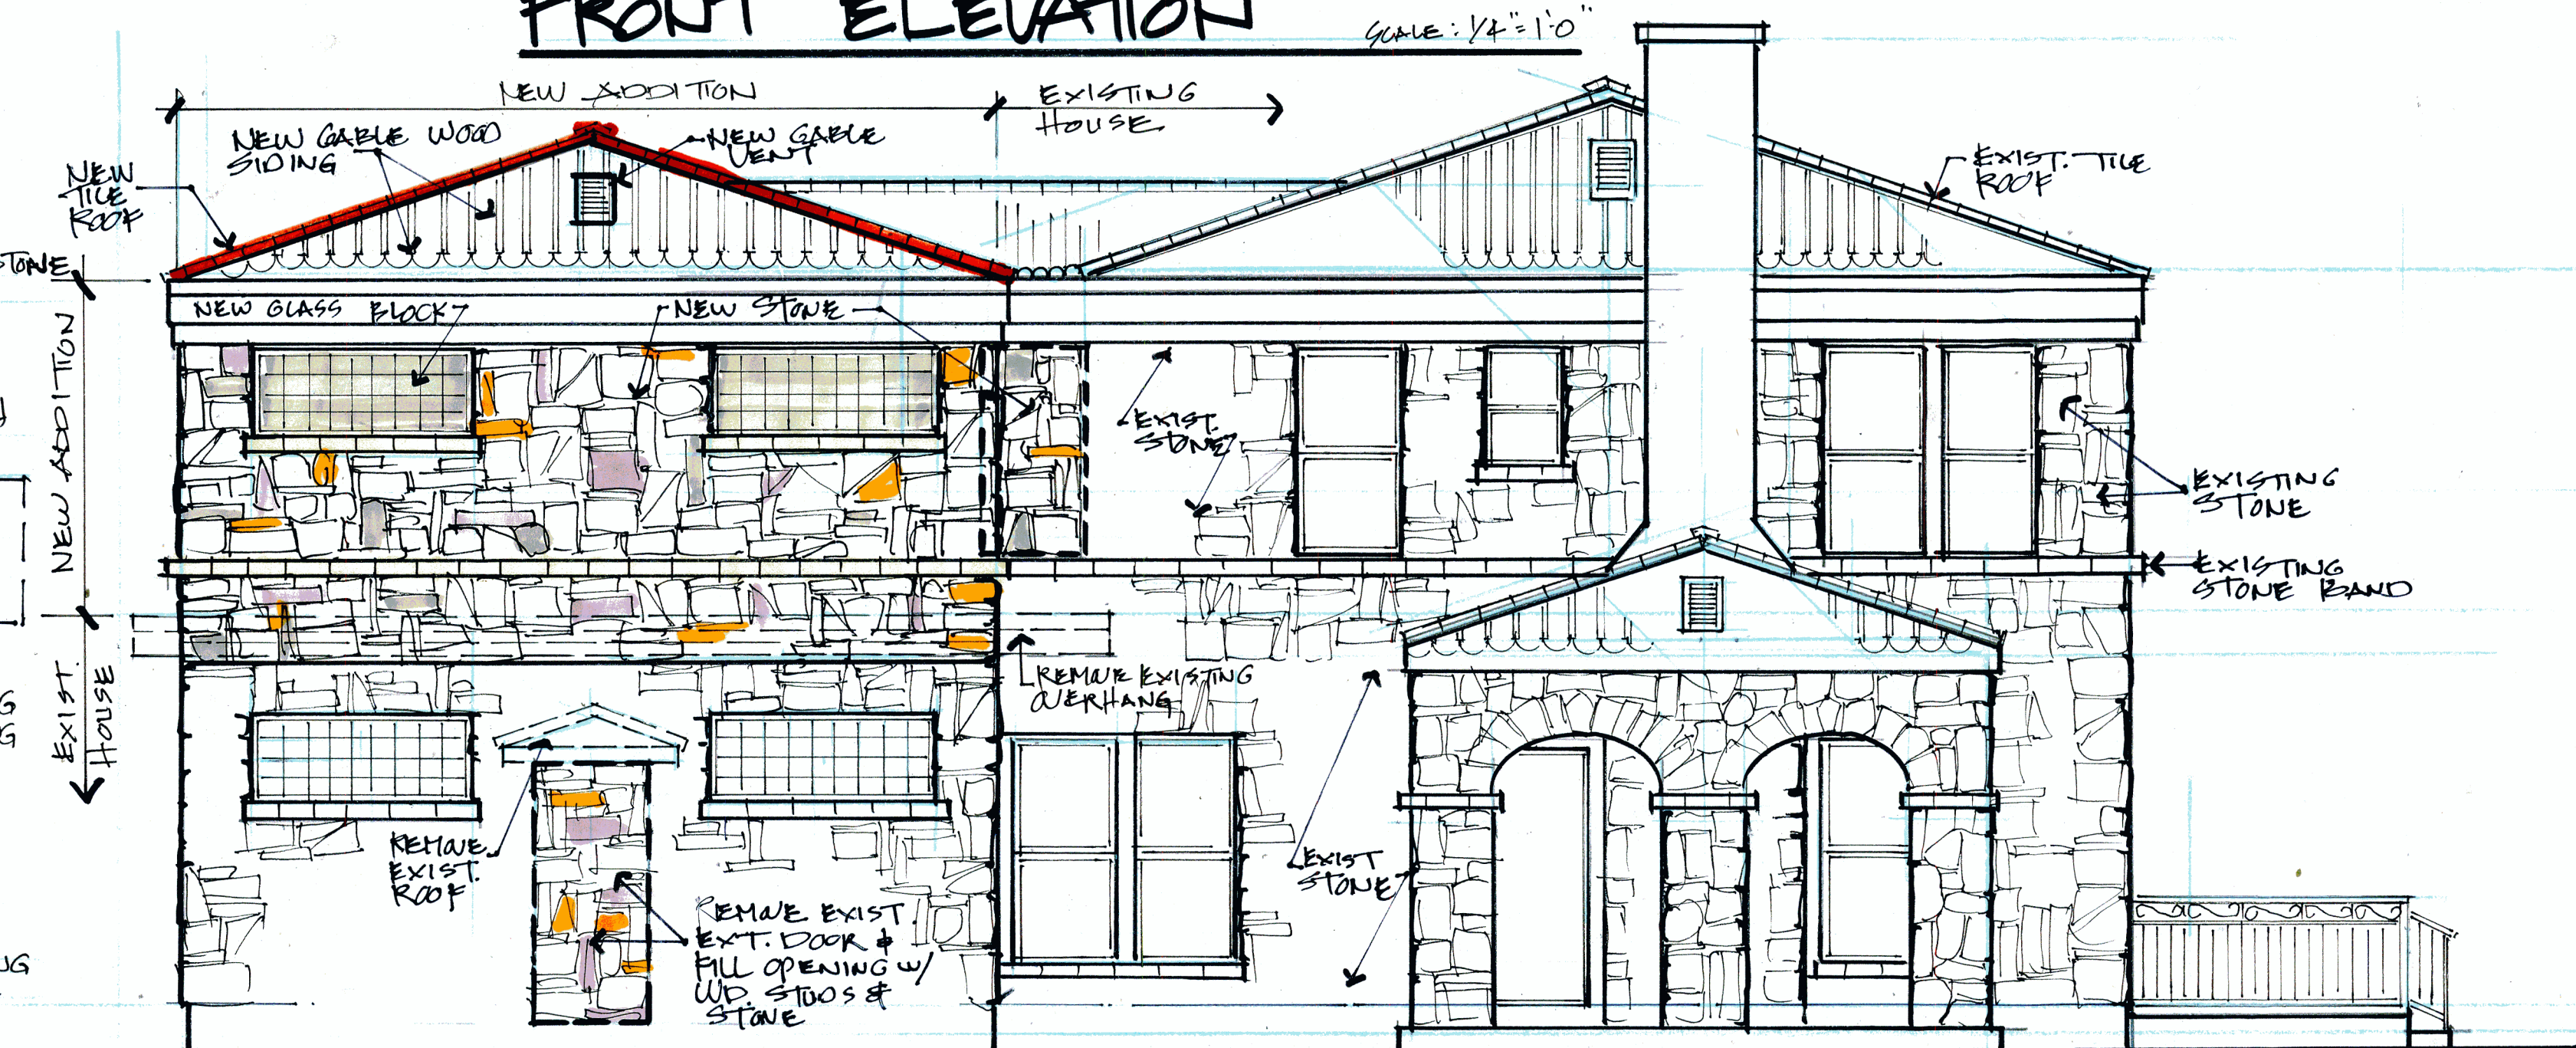 FRONT ELEVATION
SCALE: 1/4"=1'-0"
NEW ADDITION
EXISTING
HOUSE
NEW GABLE WOOD
SIDING
NEW GABLE
VENT
NEW
TILE
ROOF
EXIST. TILE
ROOF
STONE
NEW GLASS BLOCK
NEW STONE
NEW ADDITION
EXIST.
STONE
EXISTING
STONE
EXISTING
STONE BAND
REMOVE EXISTING
OVERHANG
EXIST.
HOUSE
REMOVE
EXIST.
ROOF
EXIST
STONE
REMOVE EXIST.
EXT. DOOR &
FILL OPENING W/
WD. STUDS &
STONE